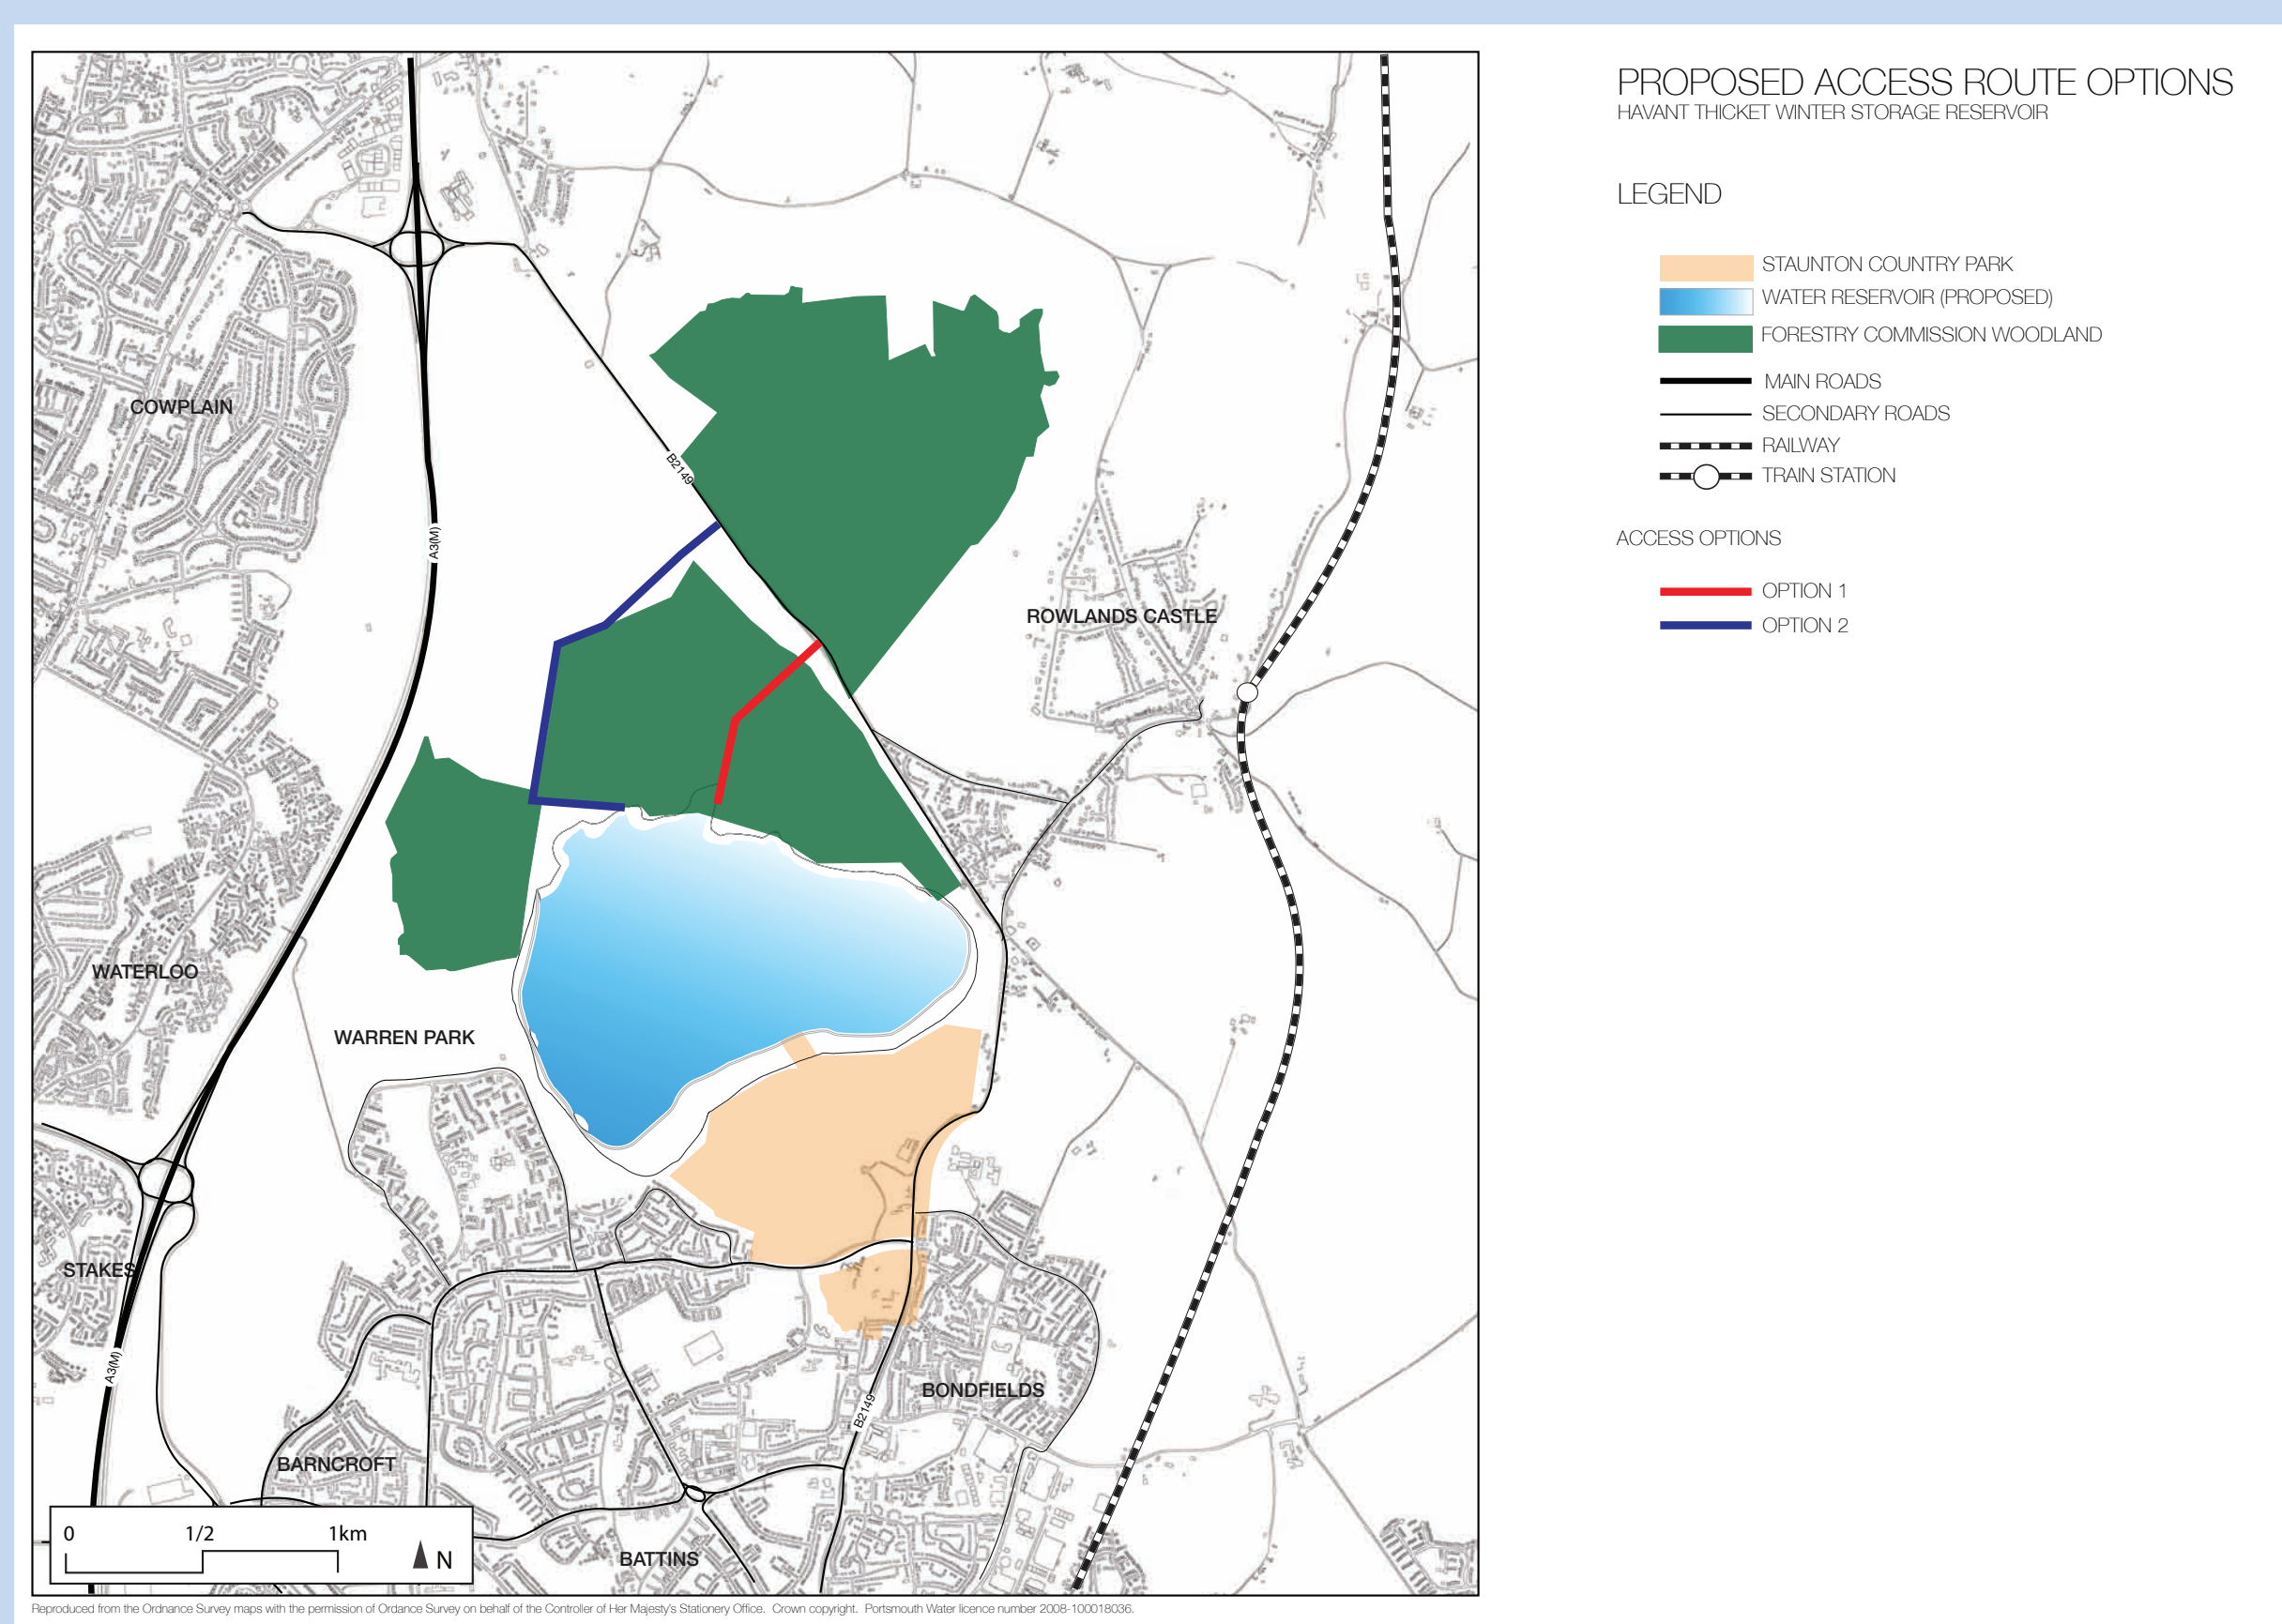 PROPOSED ACCESS ROUTE OPTIONS
HAVANT THICKET WINTER STORAGE RESERVOIR
LEGEND
STAUNTON COUNTRY PARK
WATER RESERVOIR (PROPOSED)
FORESTRY COMMISSION WOODLAND
MAIN ROADS
SECONDARY ROADS
RAILWAY
TRAIN STATION
ACCESS OPTIONS
OPTION 1
OPTION 2
COWPLAIN
B2149
A3(M)
ROWLANDS CASTLE
WATERLOO
WARREN PARK
STAKES
A3(M)
BONDFIELDS
B2149
BARNCROFT
BATTINS
0 1/2 1km
N
Reproduced from the Ordnance Survey maps with the permission of Ordance Survey on behalf of the Controller of Her Majesty's Stationery Office. Crown copyright. Portsmouth Water licence number 2008-100018036.